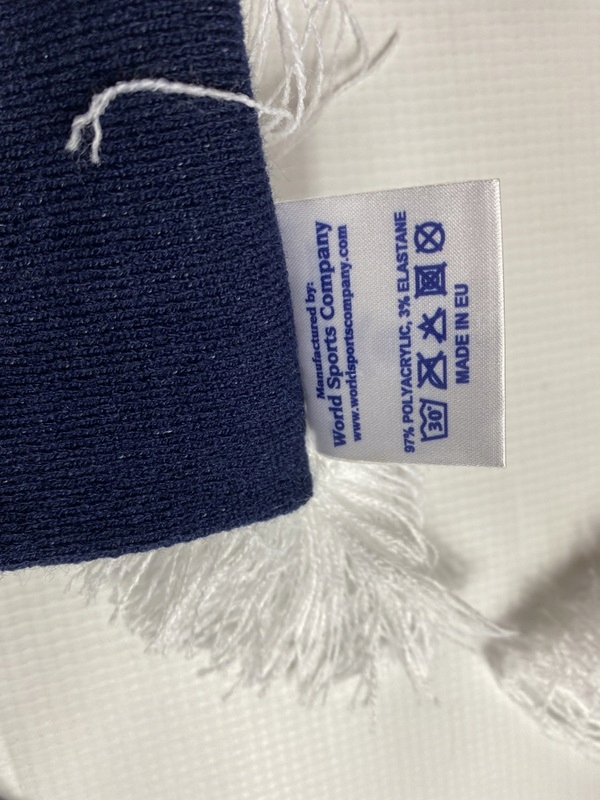 Manufactured by:
World Sports Company
www.worldsportscompany.com
97% POLYACRYLIC, 3% ELASTANE
30°
MADE IN EU